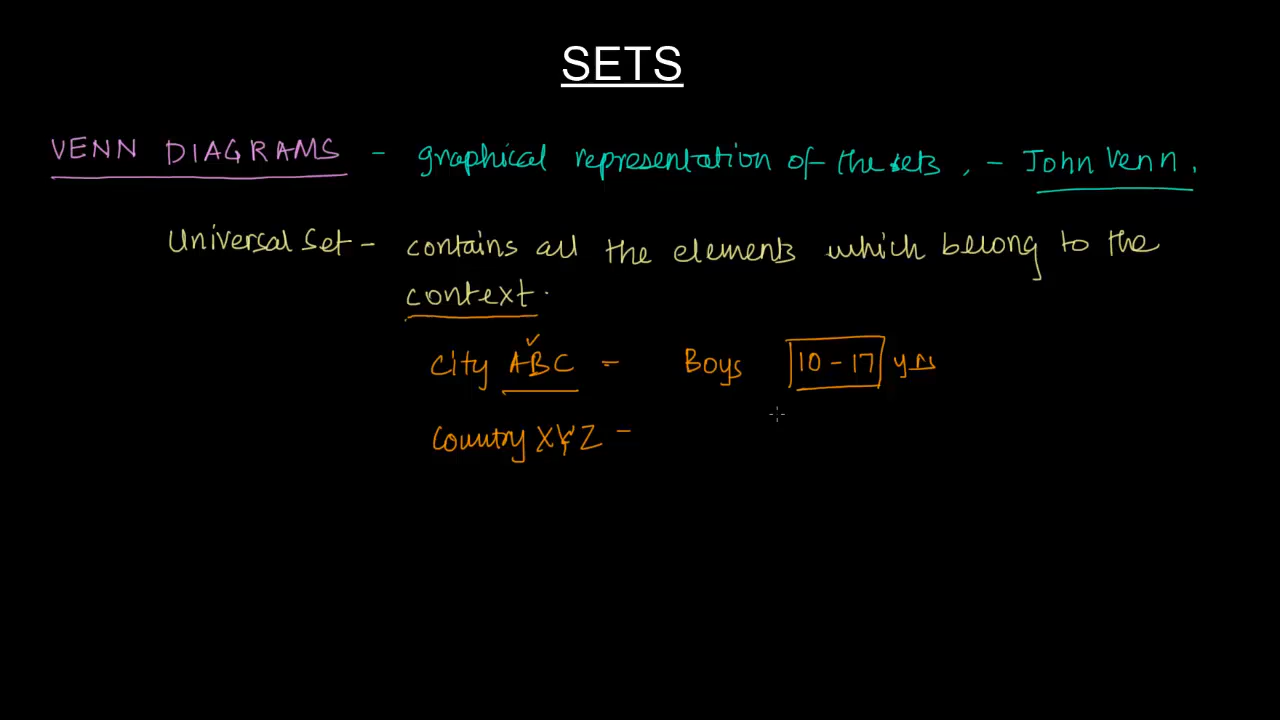 SETS
VENN DIAGRAMS - graphical representation of the sets, - John Venn.
Universal Set - contains all the elements which belong to the
context.
City ABC - Boys 10-17 yrs
Country XYZ -